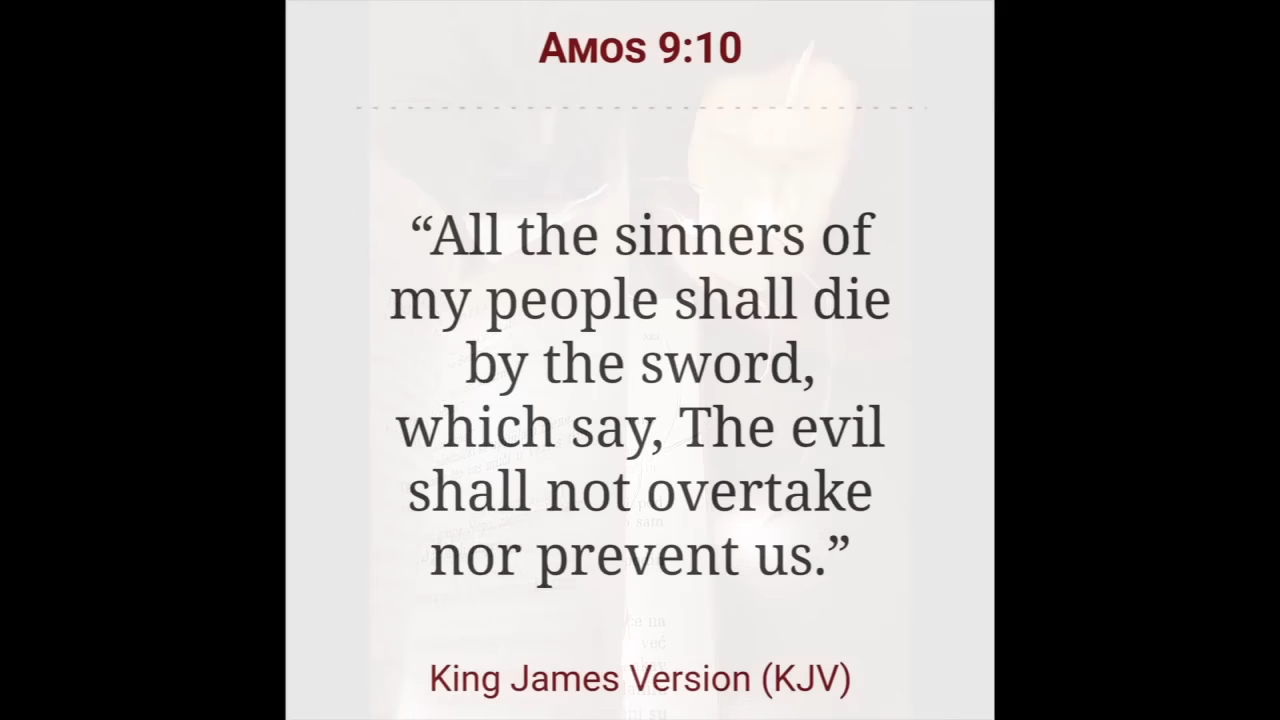 Amos 9:10
“All the sinners of
my people shall die
by the sword,
which say, The evil
shall not overtake
nor prevent us.”
King James Version (KJV)